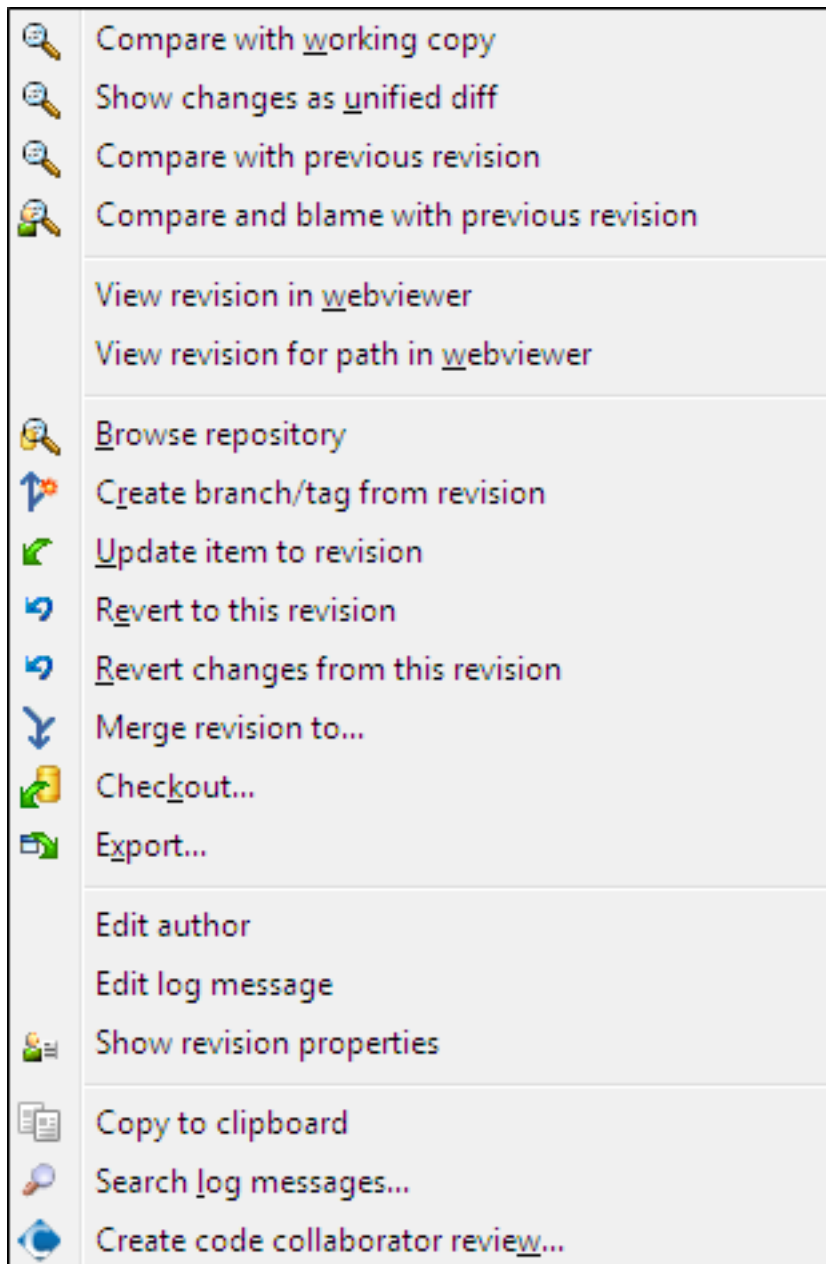 Compare with working copy
Show changes as unified diff
Compare with previous revision
Compare and blame with previous revision
View revision in webviewer
View revision for path in webviewer
Browse repository
Create branch/tag from revision
Update item to revision
Revert to this revision
Revert changes from this revision
Merge revision to...
Checkout...
Export...
Edit author
Edit log message
Show revision properties
Copy to clipboard
Search log messages...
Create code collaborator review...